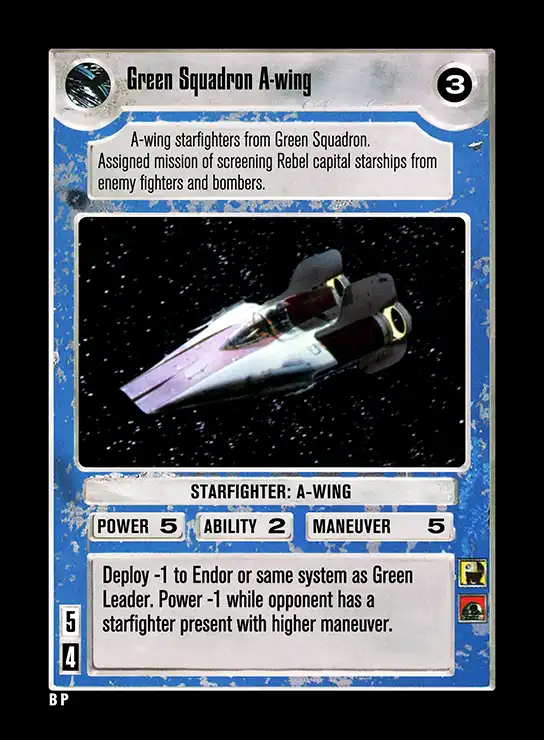 Green Squadron A-wing
3
A-wing starfighters from Green Squadron.
Assigned mission of screening Rebel capital starships from
enemy fighters and bombers.
STARFIGHTER: A-WING
POWER 5 ABILITY 2 MANEUVER 5
Deploy -1 to Endor or same system as Green
Leader. Power -1 while opponent has a
starfighter present with higher maneuver.
5
4
B P